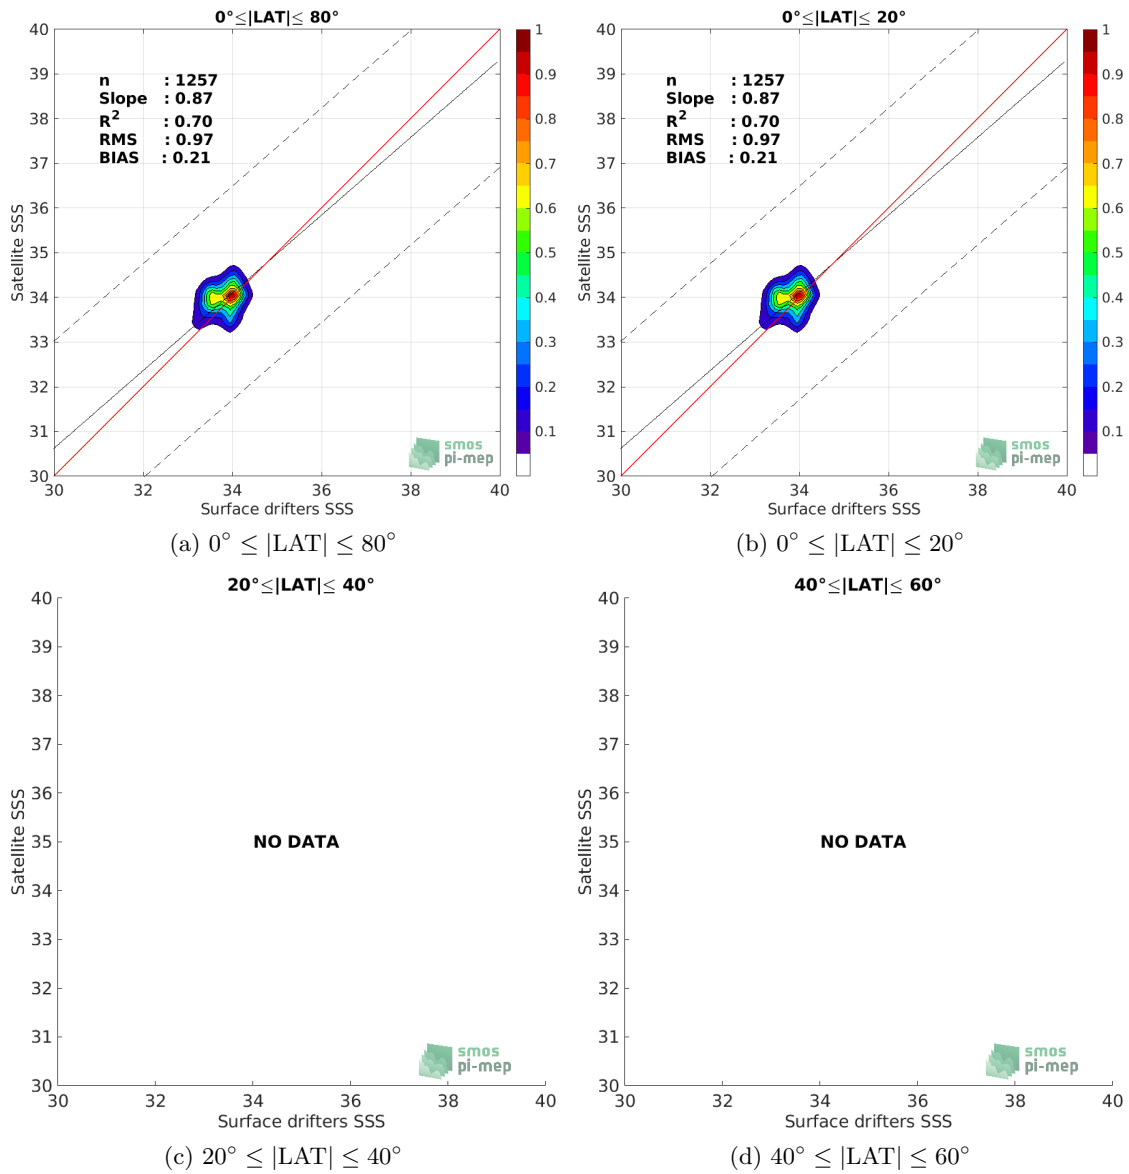 0°≤|LAT|≤ 80°
40
39
38
37
36
35
34
33
32
31
30
Satellite SSS
n : 1257
Slope : 0.87
R² : 0.70
RMS : 0.97
BIAS : 0.21
smos
pi-mep
30 32 34 36 38 40
Surface drifters SSS
1
0.9
0.8
0.7
0.6
0.5
0.4
0.3
0.2
0.1
(a) 0° ≤ |LAT| ≤ 80°
0°≤|LAT|≤ 20°
40
39
38
37
36
35
34
33
32
31
30
Satellite SSS
n : 1257
Slope : 0.87
R² : 0.70
RMS : 0.97
BIAS : 0.21
smos
pi-mep
30 32 34 36 38 40
Surface drifters SSS
1
0.9
0.8
0.7
0.6
0.5
0.4
0.3
0.2
0.1
(b) 0° ≤ |LAT| ≤ 20°
20°≤|LAT|≤ 40°
40
39
38
37
36
35
34
33
32
31
30
Satellite SSS
NO DATA
smos
pi-mep
30 32 34 36 38 40
Surface drifters SSS
(c) 20° ≤ |LAT| ≤ 40°
40°≤|LAT|≤ 60°
40
39
38
37
36
35
34
33
32
31
30
Satellite SSS
NO DATA
smos
pi-mep
30 32 34 36 38 40
Surface drifters SSS
(d) 40° ≤ |LAT| ≤ 60°